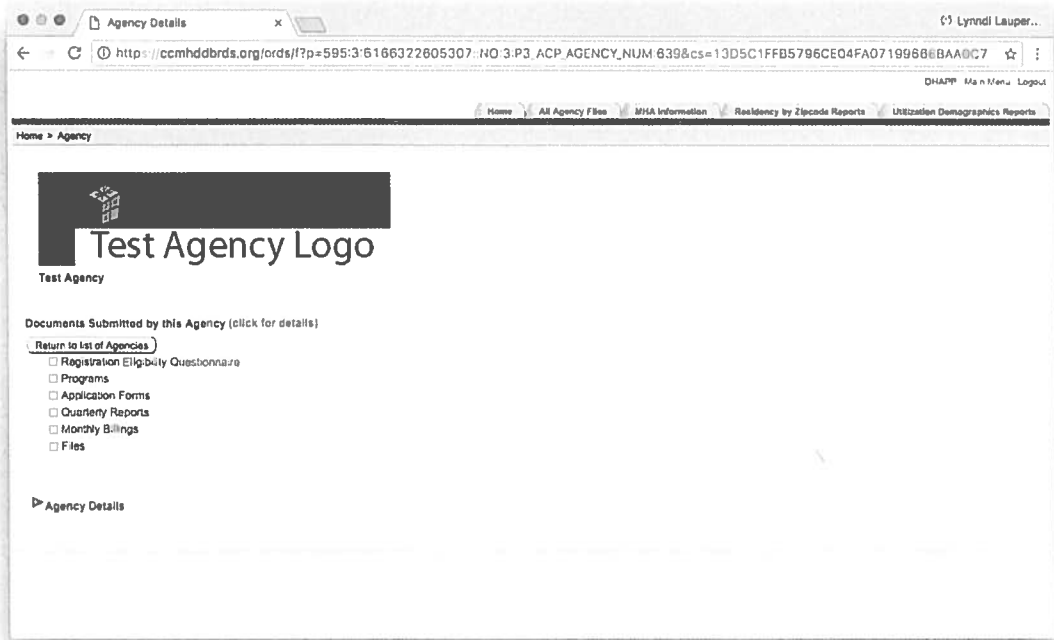 Agency Details ×
Lynndi Lauper...
https://ccmhddbrds.org/ords/f?p=595:3:6166322605307::NO:3:P3_ACP_AGENCY_NUM:639&cs=13D5C1FFB5796CE04FA07199666BAA0C7
DHAPP Main Menu Logout
Home All Agency Files MHA Information Residency by Zipcode Reports Utilization Demographics Reports
Home > Agency
Test Agency Logo
Test Agency
Documents Submitted by this Agency (click for details)
Return to list of Agencies
Registration Eligibility Questionnaire
Programs
Application Forms
Quarterly Reports
Monthly Billings
Files
Agency Details